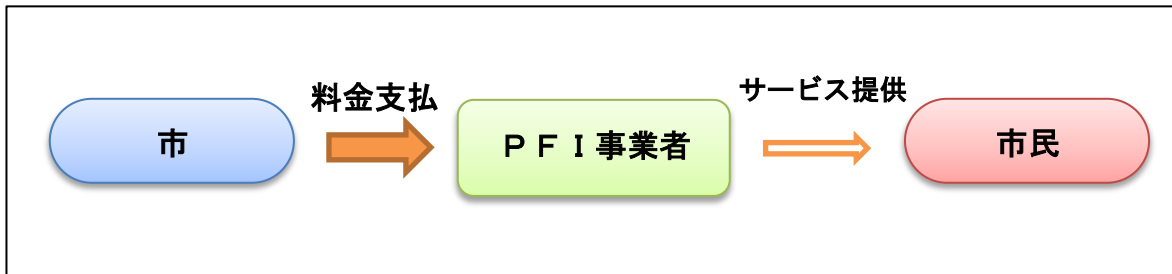 料金支払
サービス提供
市
ＰＦＩ事業者
市民